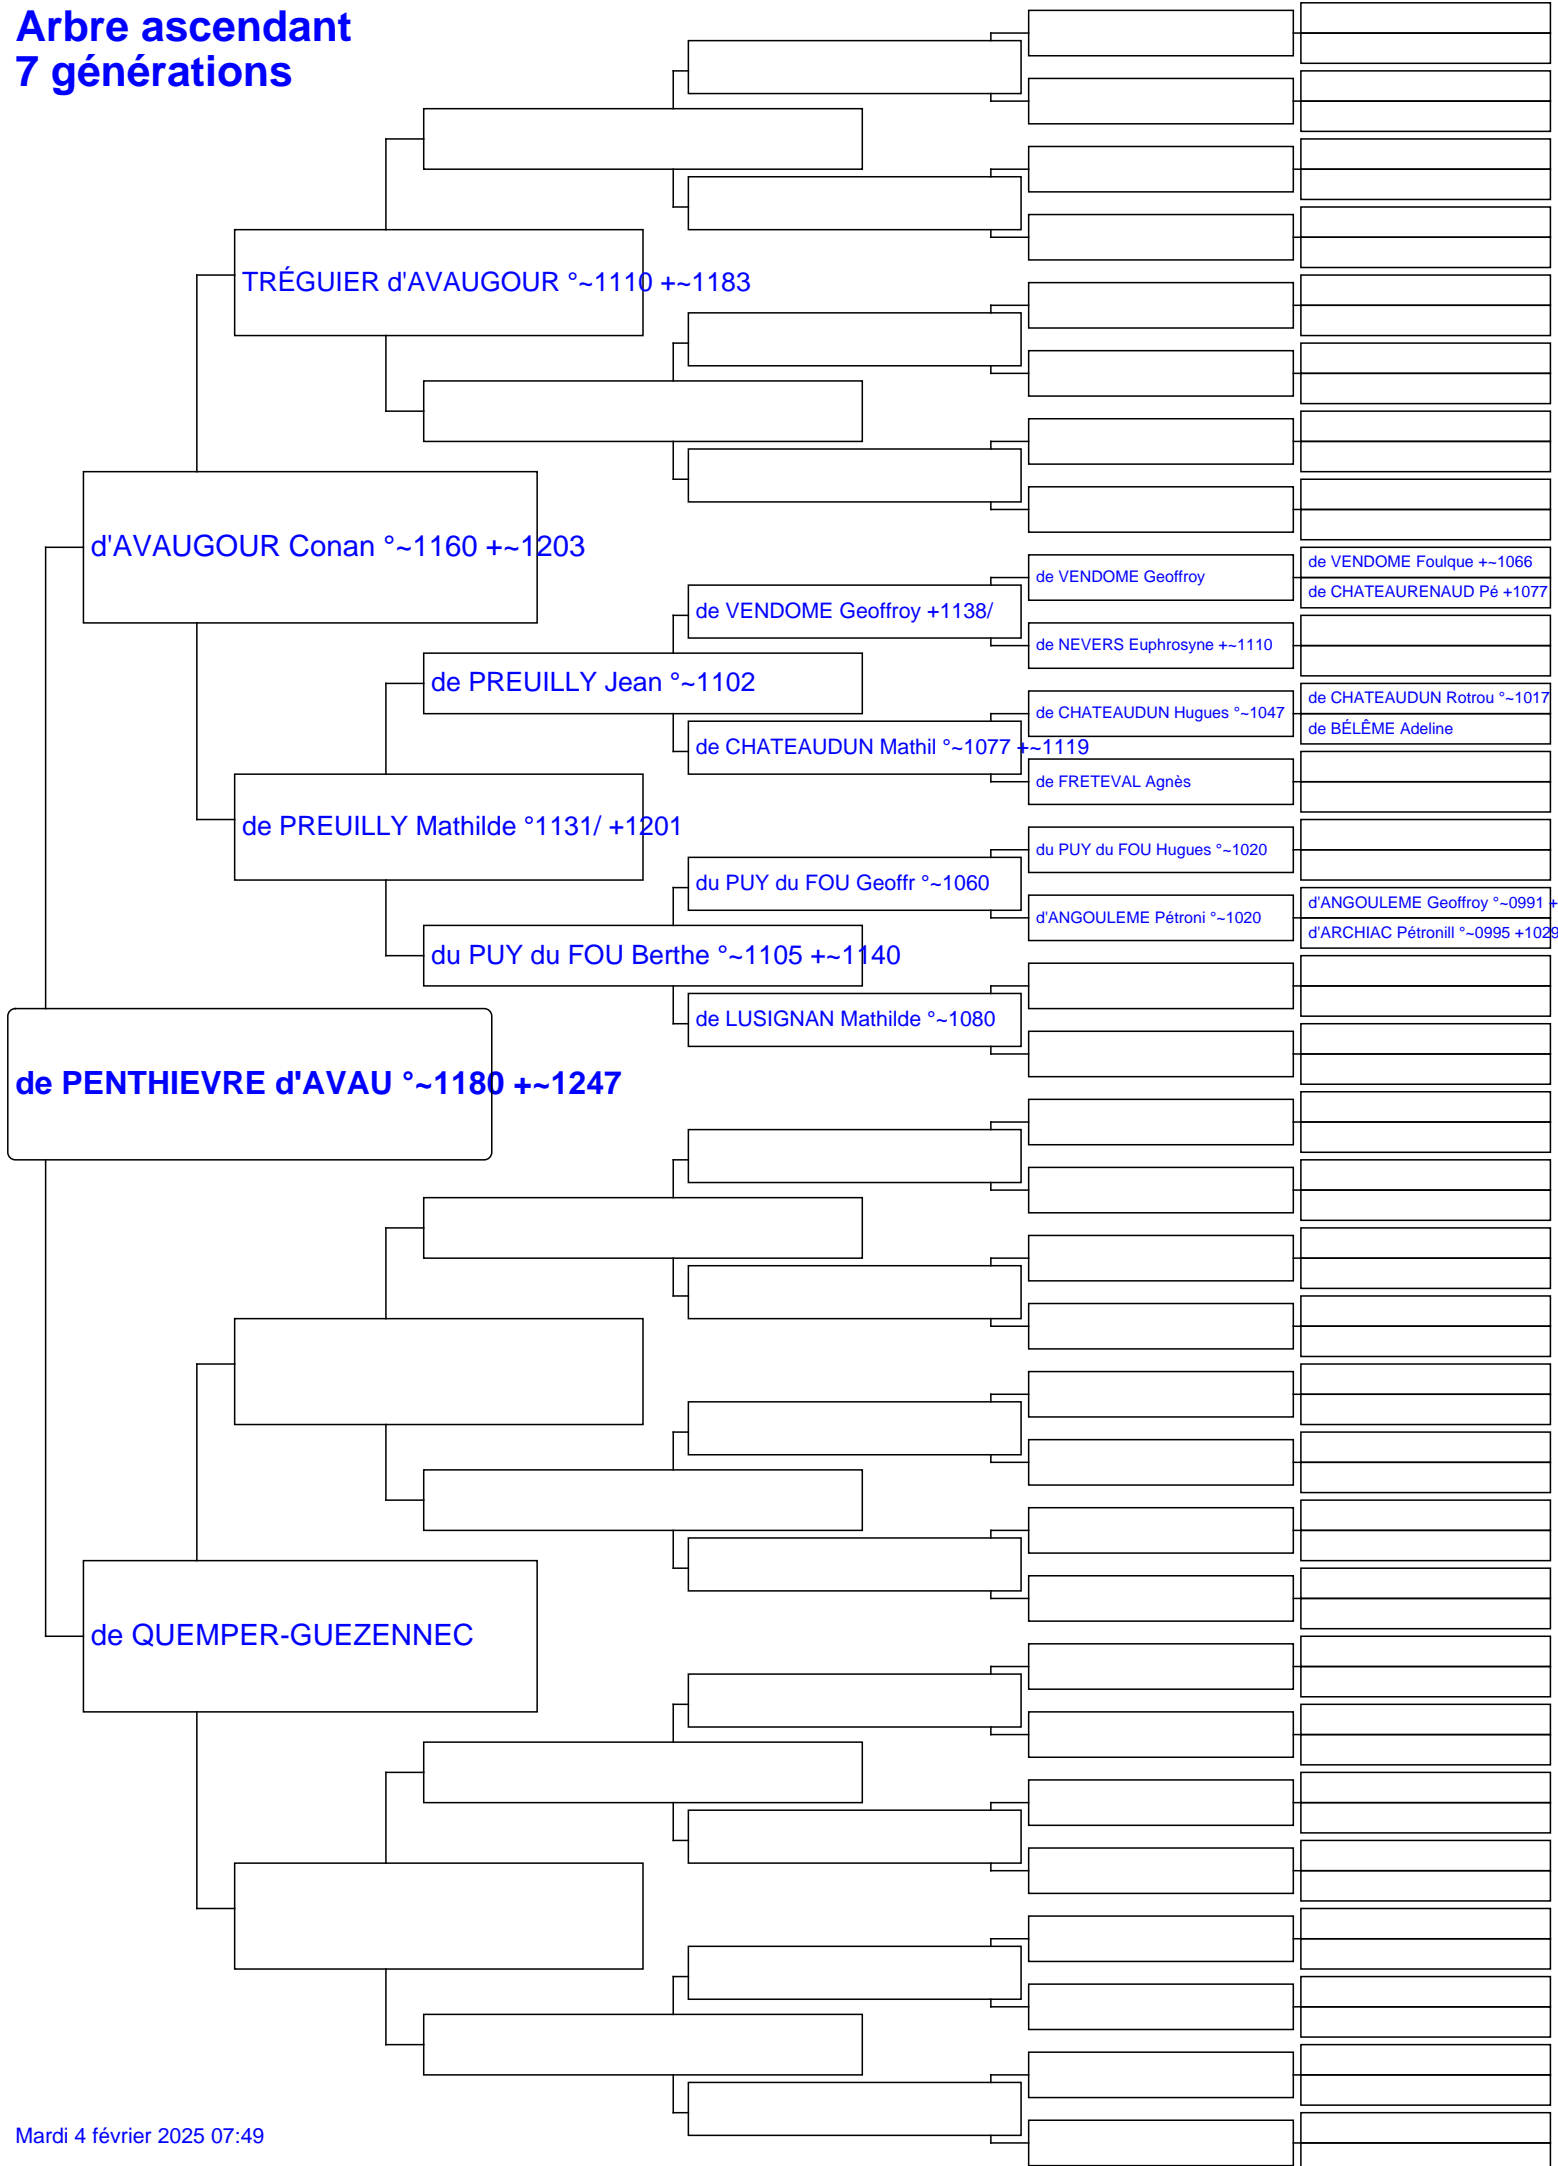 Arbre ascendant
7 générations
TRÉGUIER d'AVAUGOUR °~1110 +~1183
d'AVAUGOUR Conan °~1160 +~1203
de VENDOME Foulque +~1066
de VENDOME Geoffroy
de CHATEAURENAUD Pé +1077
de VENDOME Geoffroy +1138/
de NEVERS Euphrosyne +~1110
de PREUILLY Jean °~1102
de CHATEAUDUN Rotrou °~1017
de CHATEAUDUN Hugues °~1047
de BÉLÊME Adeline
de CHATEAUDUN Mathil °~1077 +~1119
de FRETEVAL Agnès
de PREUILLY Mathilde °1131/ +1201
du PUY du FOU Hugues °~1020
du PUY du FOU Geoffr °~1060
d'ANGOULEME Geoffroy °~0991 +
d'ANGOULEME Pétroni °~1020
d'ARCHIAC Pétronill °~0995 +1029
du PUY du FOU Berthe °~1105 +~1140
de LUSIGNAN Mathilde °~1080
de PENTHIEVRE d'AVAU °~1180 +~1247
de QUEMPER-GUEZENNEC
Mardi 4 février 2025 07:49